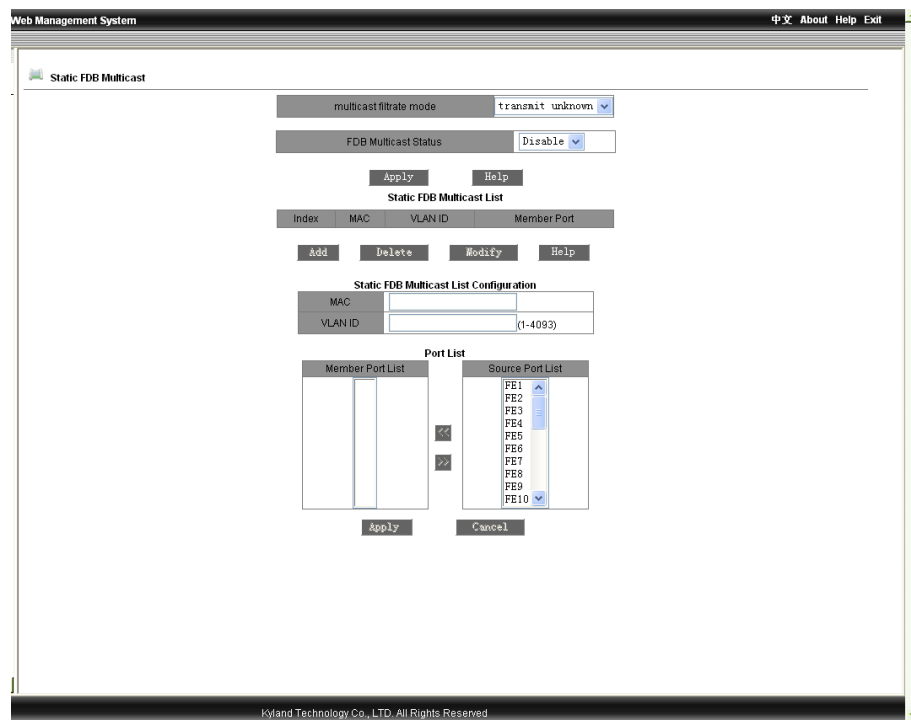 Web Management System 中文 About Help Exit
Static FDB Multicast
multicast filtrate mode transmit unknown
FDB Multicast Status Disable
Apply Help
Static FDB Multicast List
Index MAC VLAN ID Member Port
Add Delete Modify Help
Static FDB Multicast List Configuration
MAC
VLAN ID (1-4093)
Port List
Member Port List Source Port List
FE1
FE2
FE3
FE4
FE5
FE6
FE7
FE8
FE9
FE10
<< >>
Apply Cancel
Kyland Technology Co., LTD. All Rights Reserved